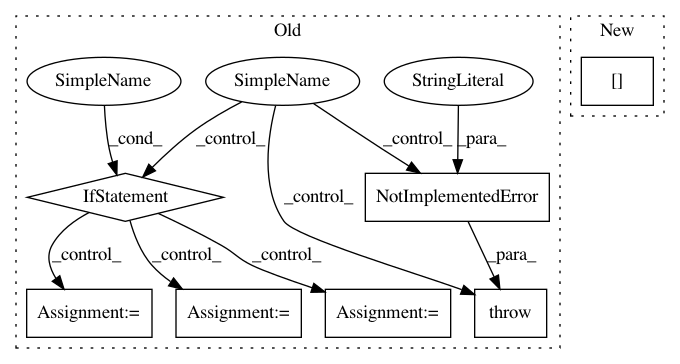 Old
New
SimpleName
SimpleName
StringLiteral
[]
_cond_
_control_
_control_
_para_
IfStatement
_control_
NotImplementedError
_control_
_control_
_control_
_para_
Assignment:=
Assignment:=
Assignment:=
throw